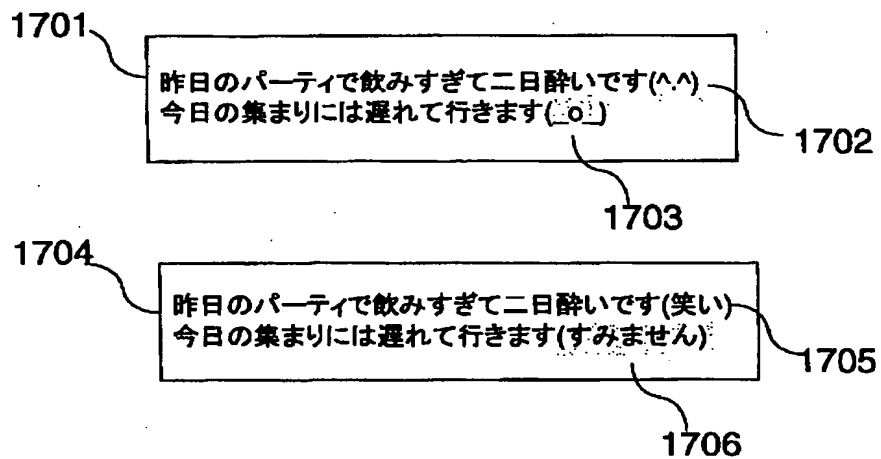 1701
昨日のパーティで飲みすぎて二日酔いです(^.^)
今日の集まりには遅れて行きます(_o_)
1702
1703
1704
昨日のパーティで飲みすぎて二日酔いです(笑い)
今日の集まりには遅れて行きます(すみません)
1705
1706